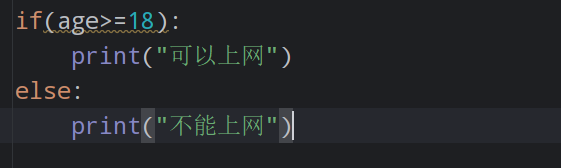 if(age>=18):
    print("可以上网")
else:
    print("不能上网")